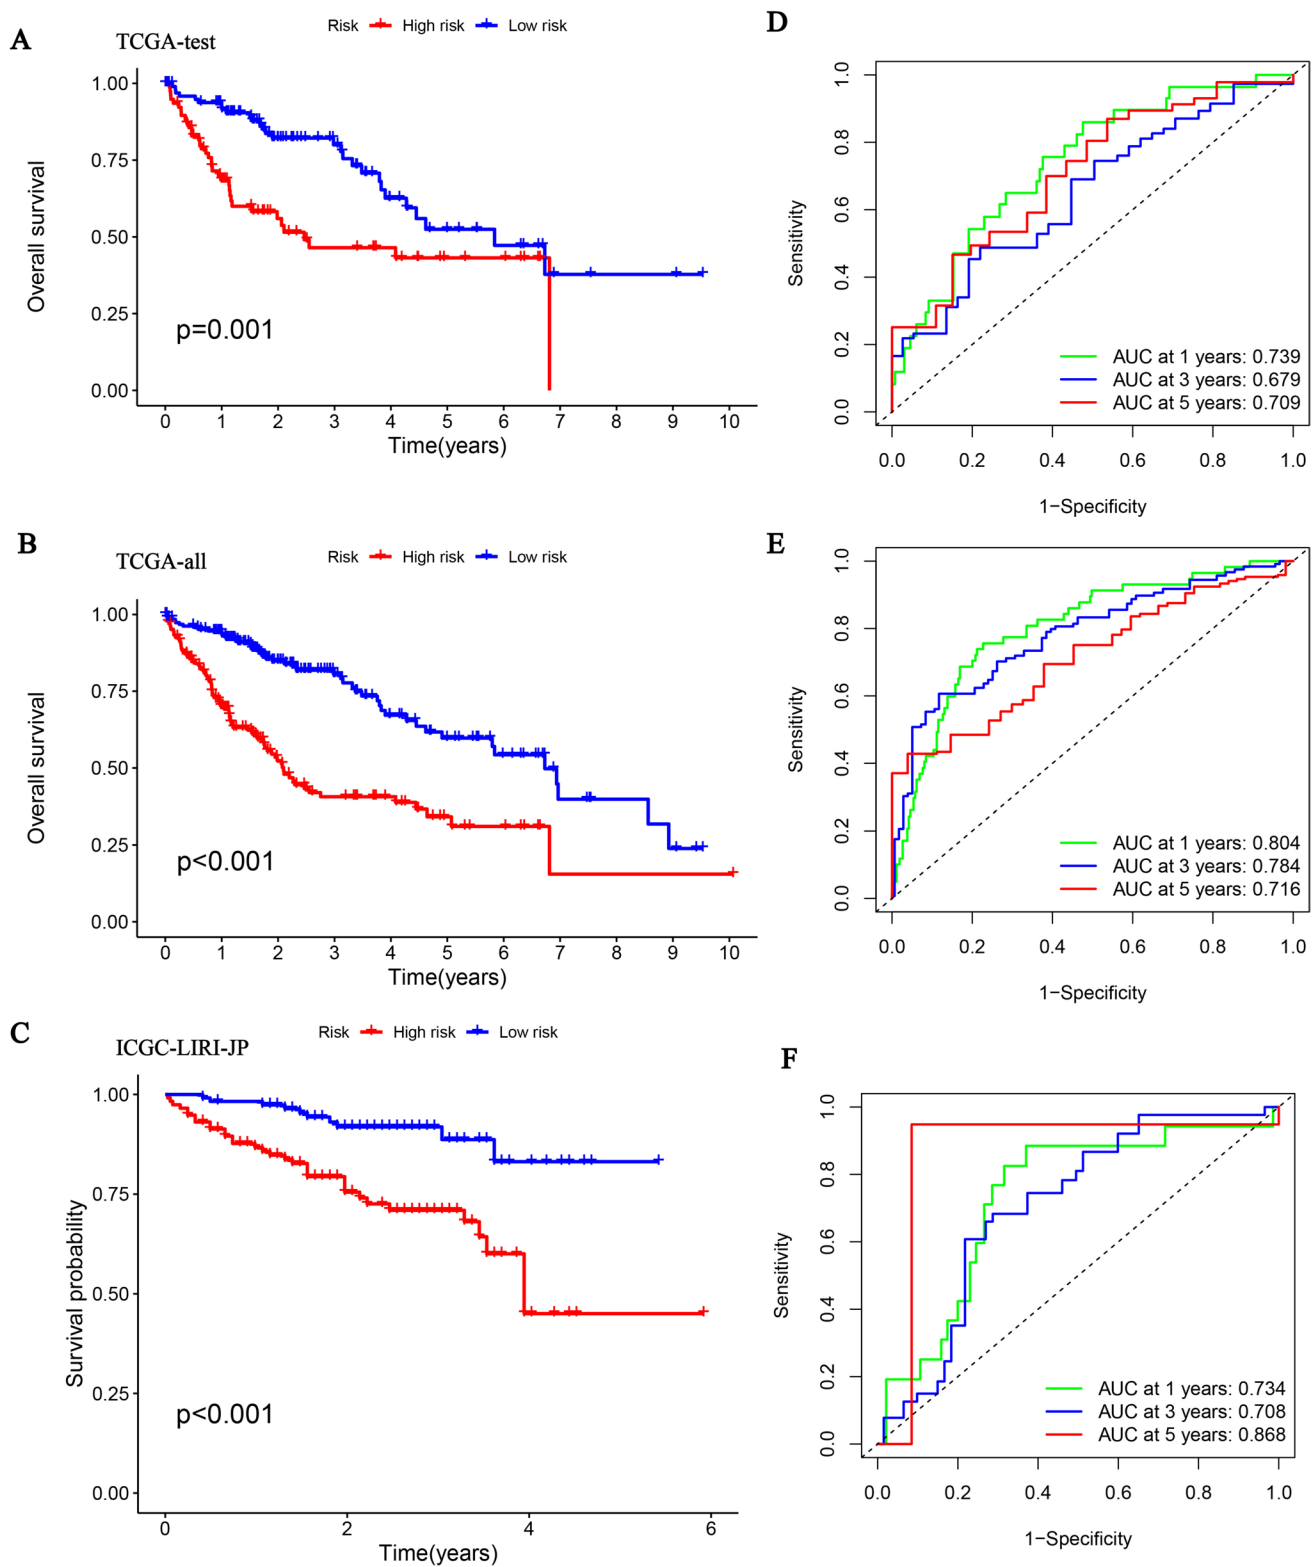 A
TCGA-test
Risk High risk Low risk
Overall survival
1.00
0.75
0.50
0.25
0.00
p=0.001
0 1 2 3 4 5 6 7 8 9 10
Time(years)
D
Sensitivity
1.0
0.8
0.6
0.4
0.2
0.0
AUC at 1 years: 0.739
AUC at 3 years: 0.679
AUC at 5 years: 0.709
0.0 0.2 0.4 0.6 0.8 1.0
1−Specificity
B
TCGA-all
Risk High risk Low risk
Overall survival
1.00
0.75
0.50
0.25
0.00
p<0.001
0 1 2 3 4 5 6 7 8 9 10
Time(years)
E
Sensitivity
1.0
0.8
0.6
0.4
0.2
0.0
AUC at 1 years: 0.804
AUC at 3 years: 0.784
AUC at 5 years: 0.716
0.0 0.2 0.4 0.6 0.8 1.0
1−Specificity
C
ICGC-LIRI-JP
Risk High risk Low risk
Survival probability
1.00
0.75
0.50
0.25
0.00
p<0.001
0 2 4 6
Time(years)
F
Sensitivity
1.0
0.8
0.6
0.4
0.2
0.0
AUC at 1 years: 0.734
AUC at 3 years: 0.708
AUC at 5 years: 0.868
0.0 0.2 0.4 0.6 0.8 1.0
1−Specificity